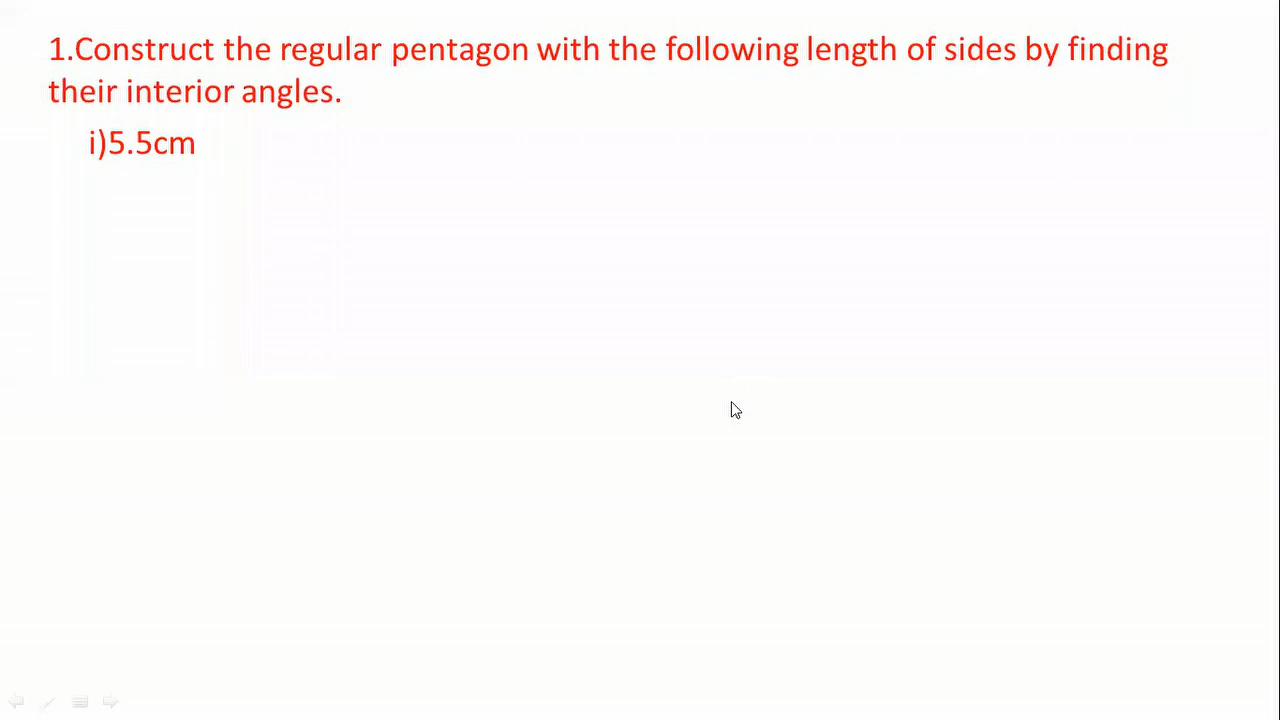 1.Construct the regular pentagon with the following length of sides by finding
their interior angles.
i)5.5cm